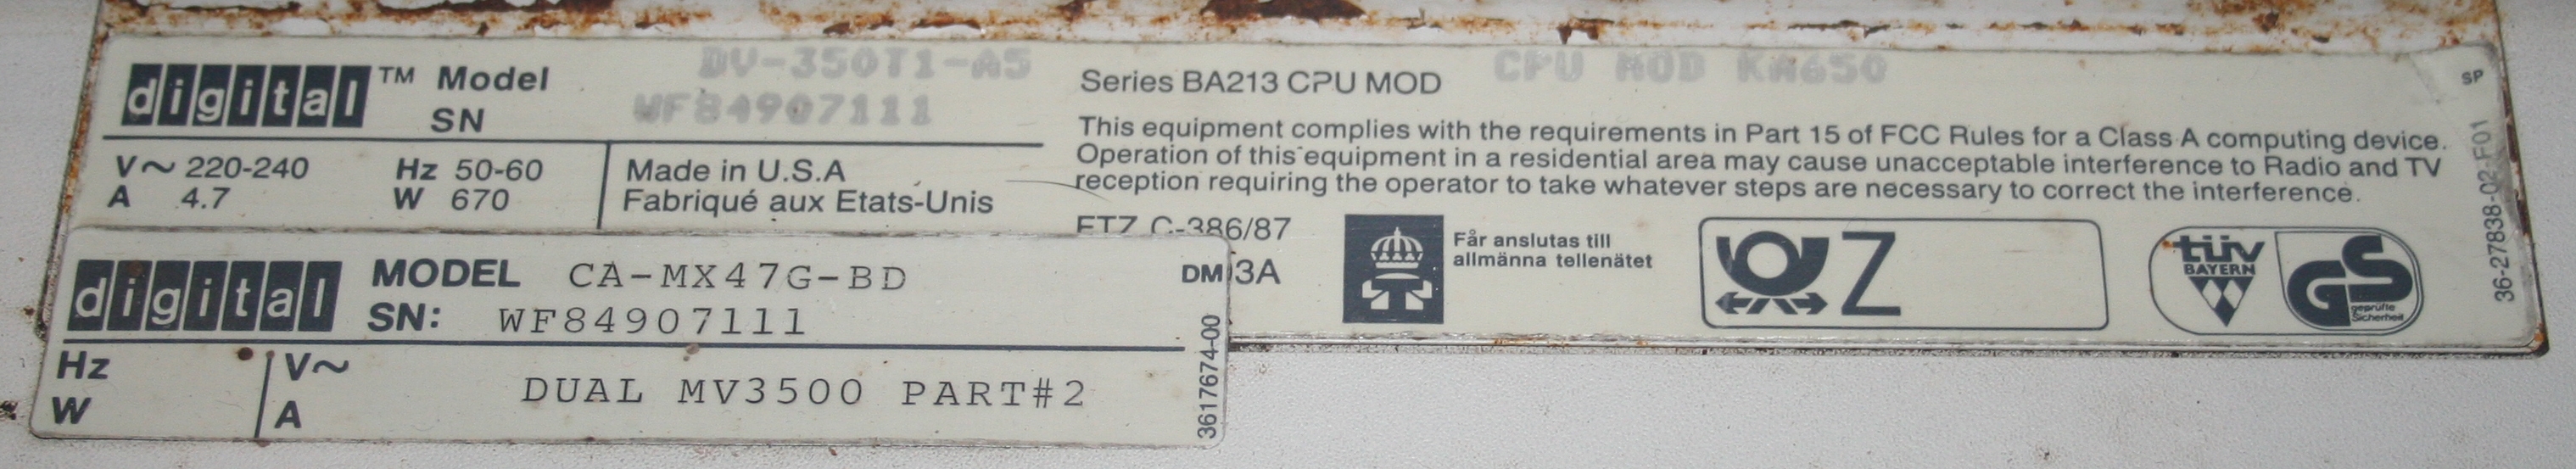 digital™ Model DV-350T1-A5
SN WF84907111
V~ 220-240 Hz 50-60
A 4.7 W 670
Made in U.S.A
Fabriqué aux Etats-Unis
Series BA213 CPU MOD CPU MOD KA650
This equipment complies with the requirements in Part 15 of FCC Rules for a Class A computing device.
Operation of this equipment in a residential area may cause unacceptable interference to Radio and TV
reception requiring the operator to take whatever steps are necessary to correct the interference.
FTZ C-386/87
3A
Får anslutas till
allmänna tellenätet
Z
tüv
BAYERN
GS
geprüfte
Sicherheit
SP
36-27838-02-F01
digital MODEL CA-MX47G-BD DM
SN: WF84907111
Hz V~
W A
DUAL MV3500 PART#2
3617674-00